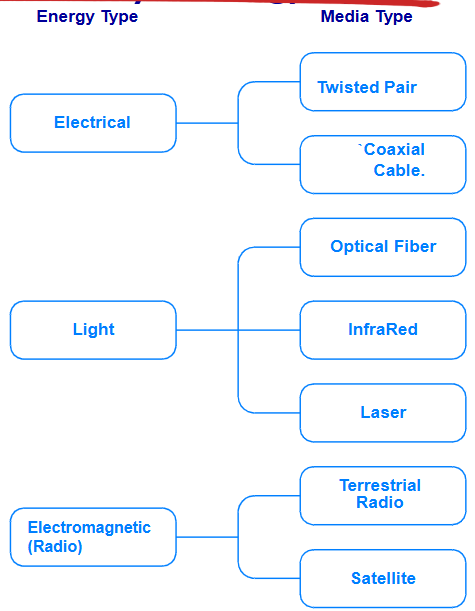 Energy Type
Media Type
Electrical
Twisted Pair
`Coaxial
Cable.
Light
Optical Fiber
InfraRed
Laser
Electromagnetic
(Radio)
Terrestrial
Radio
Satellite